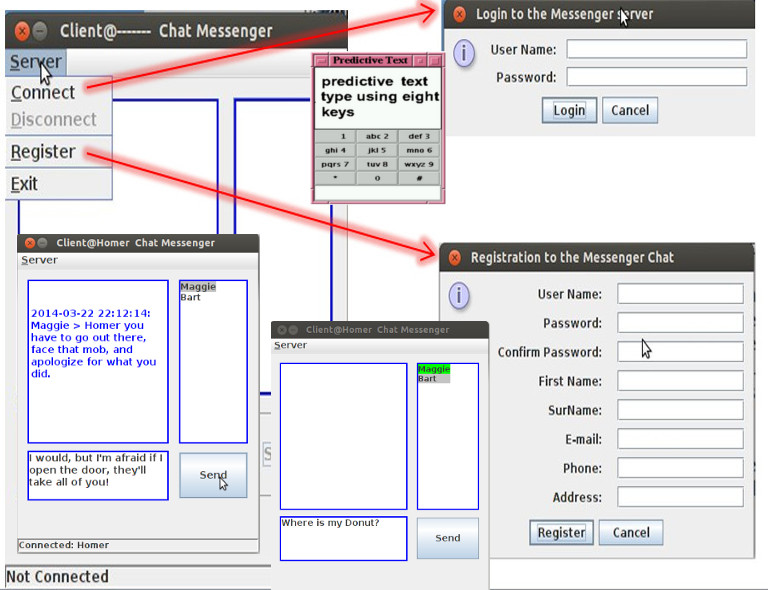 Client@------- Chat Messenger
Server
Connect
Disconnect
Register
Exit
Not Connected
Login to the Messenger server
User Name:
Password:
Login Cancel
Predictive Text
predictive text
type using eight
keys
1 abc 2 def 3
ghi 4 jkl 5 mno 6
pqrs 7 tuv 8 wxyz 9
* 0 #
Client@Homer Chat Messenger
Server
2014-03-22 22:12:14:
Maggie > Homer you
have to go out there,
face that mob, and
apologize for what you
did.
Maggie
Bart
I would, but I'm afraid if I
open the door, they'll
take all of you!
Send
Connected: Homer
Client@Homer Chat Messenger
Server
Maggie
Bart
Where is my Donut?
Send
Registration to the Messenger Chat
User Name:
Password:
Confirm Password:
First Name:
SurName:
E-mail:
Phone:
Address:
Register Cancel